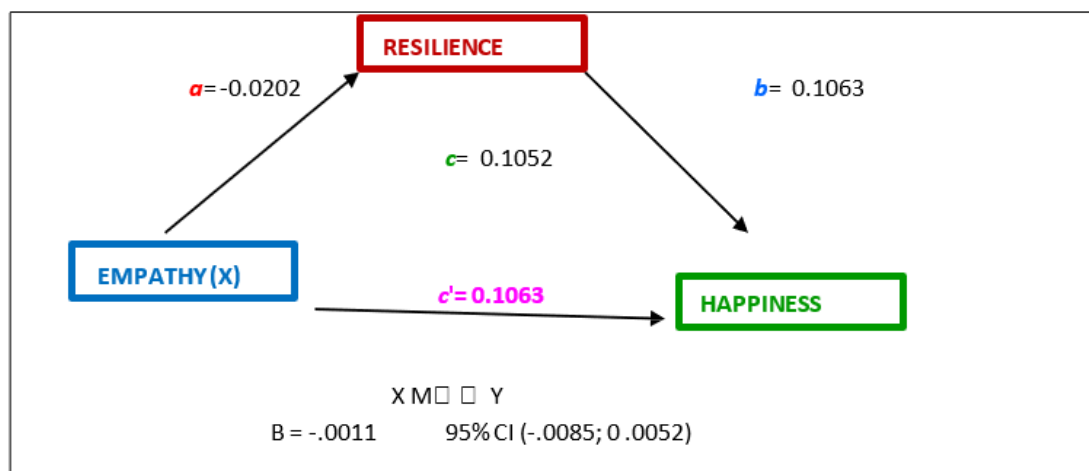 RESILIENCE
a=-0.0202
b= 0.1063
c= 0.1052
EMPATHY (X)
c'= 0.1063
HAPPINESS
X M□ □ Y
B = -.0011 95% CI (-.0085; 0 .0052)